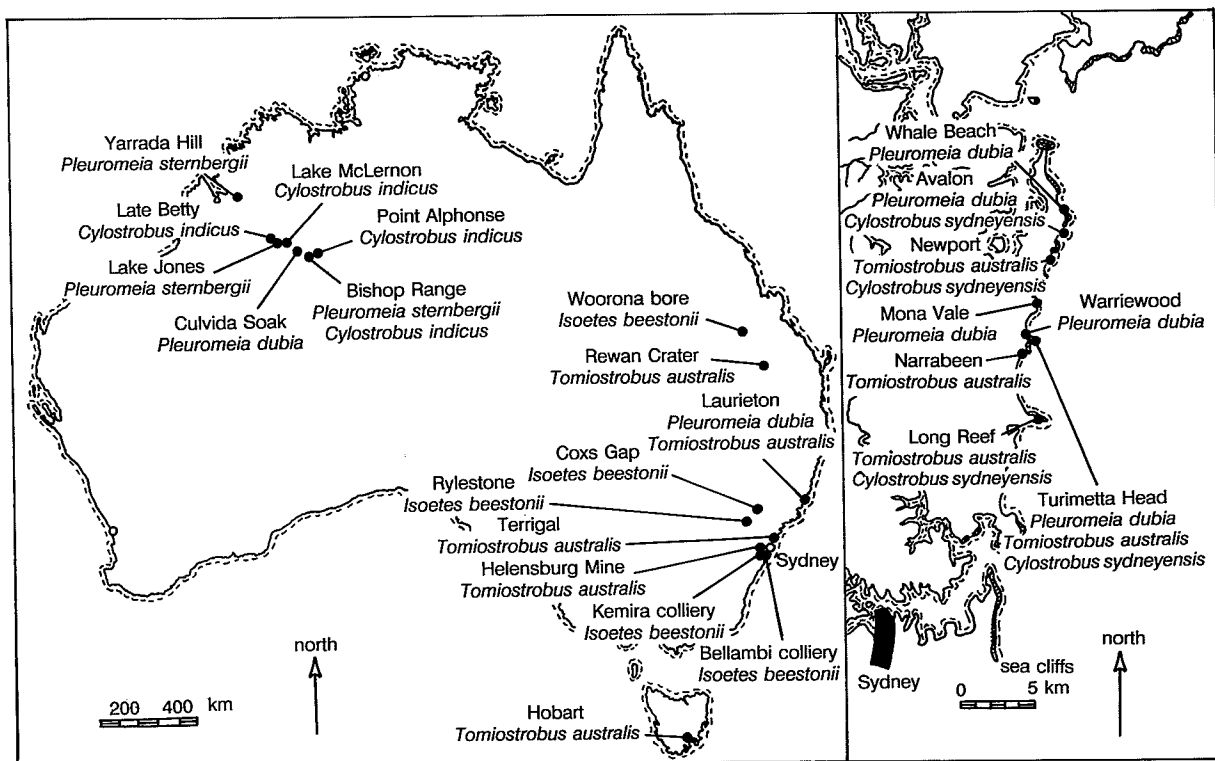 Yarrada Hill
Pleuromeia sternbergii
Lake McLernon
Cylostrobus indicus
Late Betty
Cylostrobus indicus
Point Alphonse
Cylostrobus indicus
Lake Jones
Pleuromeia sternbergii
Bishop Range
Pleuromeia sternbergii
Cylostrobus indicus
Culvida Soak
Pleuromeia dubia
Woorona bore
Isoetes beestonii
Rewan Crater
Tomiostrobus australis
Laurieton
Pleuromeia dubia
Tomiostrobus australis
Coxs Gap
Isoetes beestonii
Rylestone
Isoetes beestonii
Terrigal
Tomiostrobus australis
Sydney
Helensburg Mine
Tomiostrobus australis
Kemira colliery
Isoetes beestonii
Bellambi colliery
Isoetes beestonii
Hobart
Tomiostrobus australis
north
200 400 km
Whale Beach
Pleuromeia dubia
Avalon
Pleuromeia dubia
Cylostrobus sydneyensis
Newport
Tomiostrobus australis
Cylostrobus sydneyensis
Mona Vale
Pleuromeia dubia
Warriewood
Pleuromeia dubia
Narrabeen
Tomiostrobus australis
Long Reef
Tomiostrobus australis
Cylostrobus sydneyensis
Turimetta Head
Pleuromeia dubia
Tomiostrobus australis
Cylostrobus sydneyensis
north
sea cliffs
Sydney
0 5 km